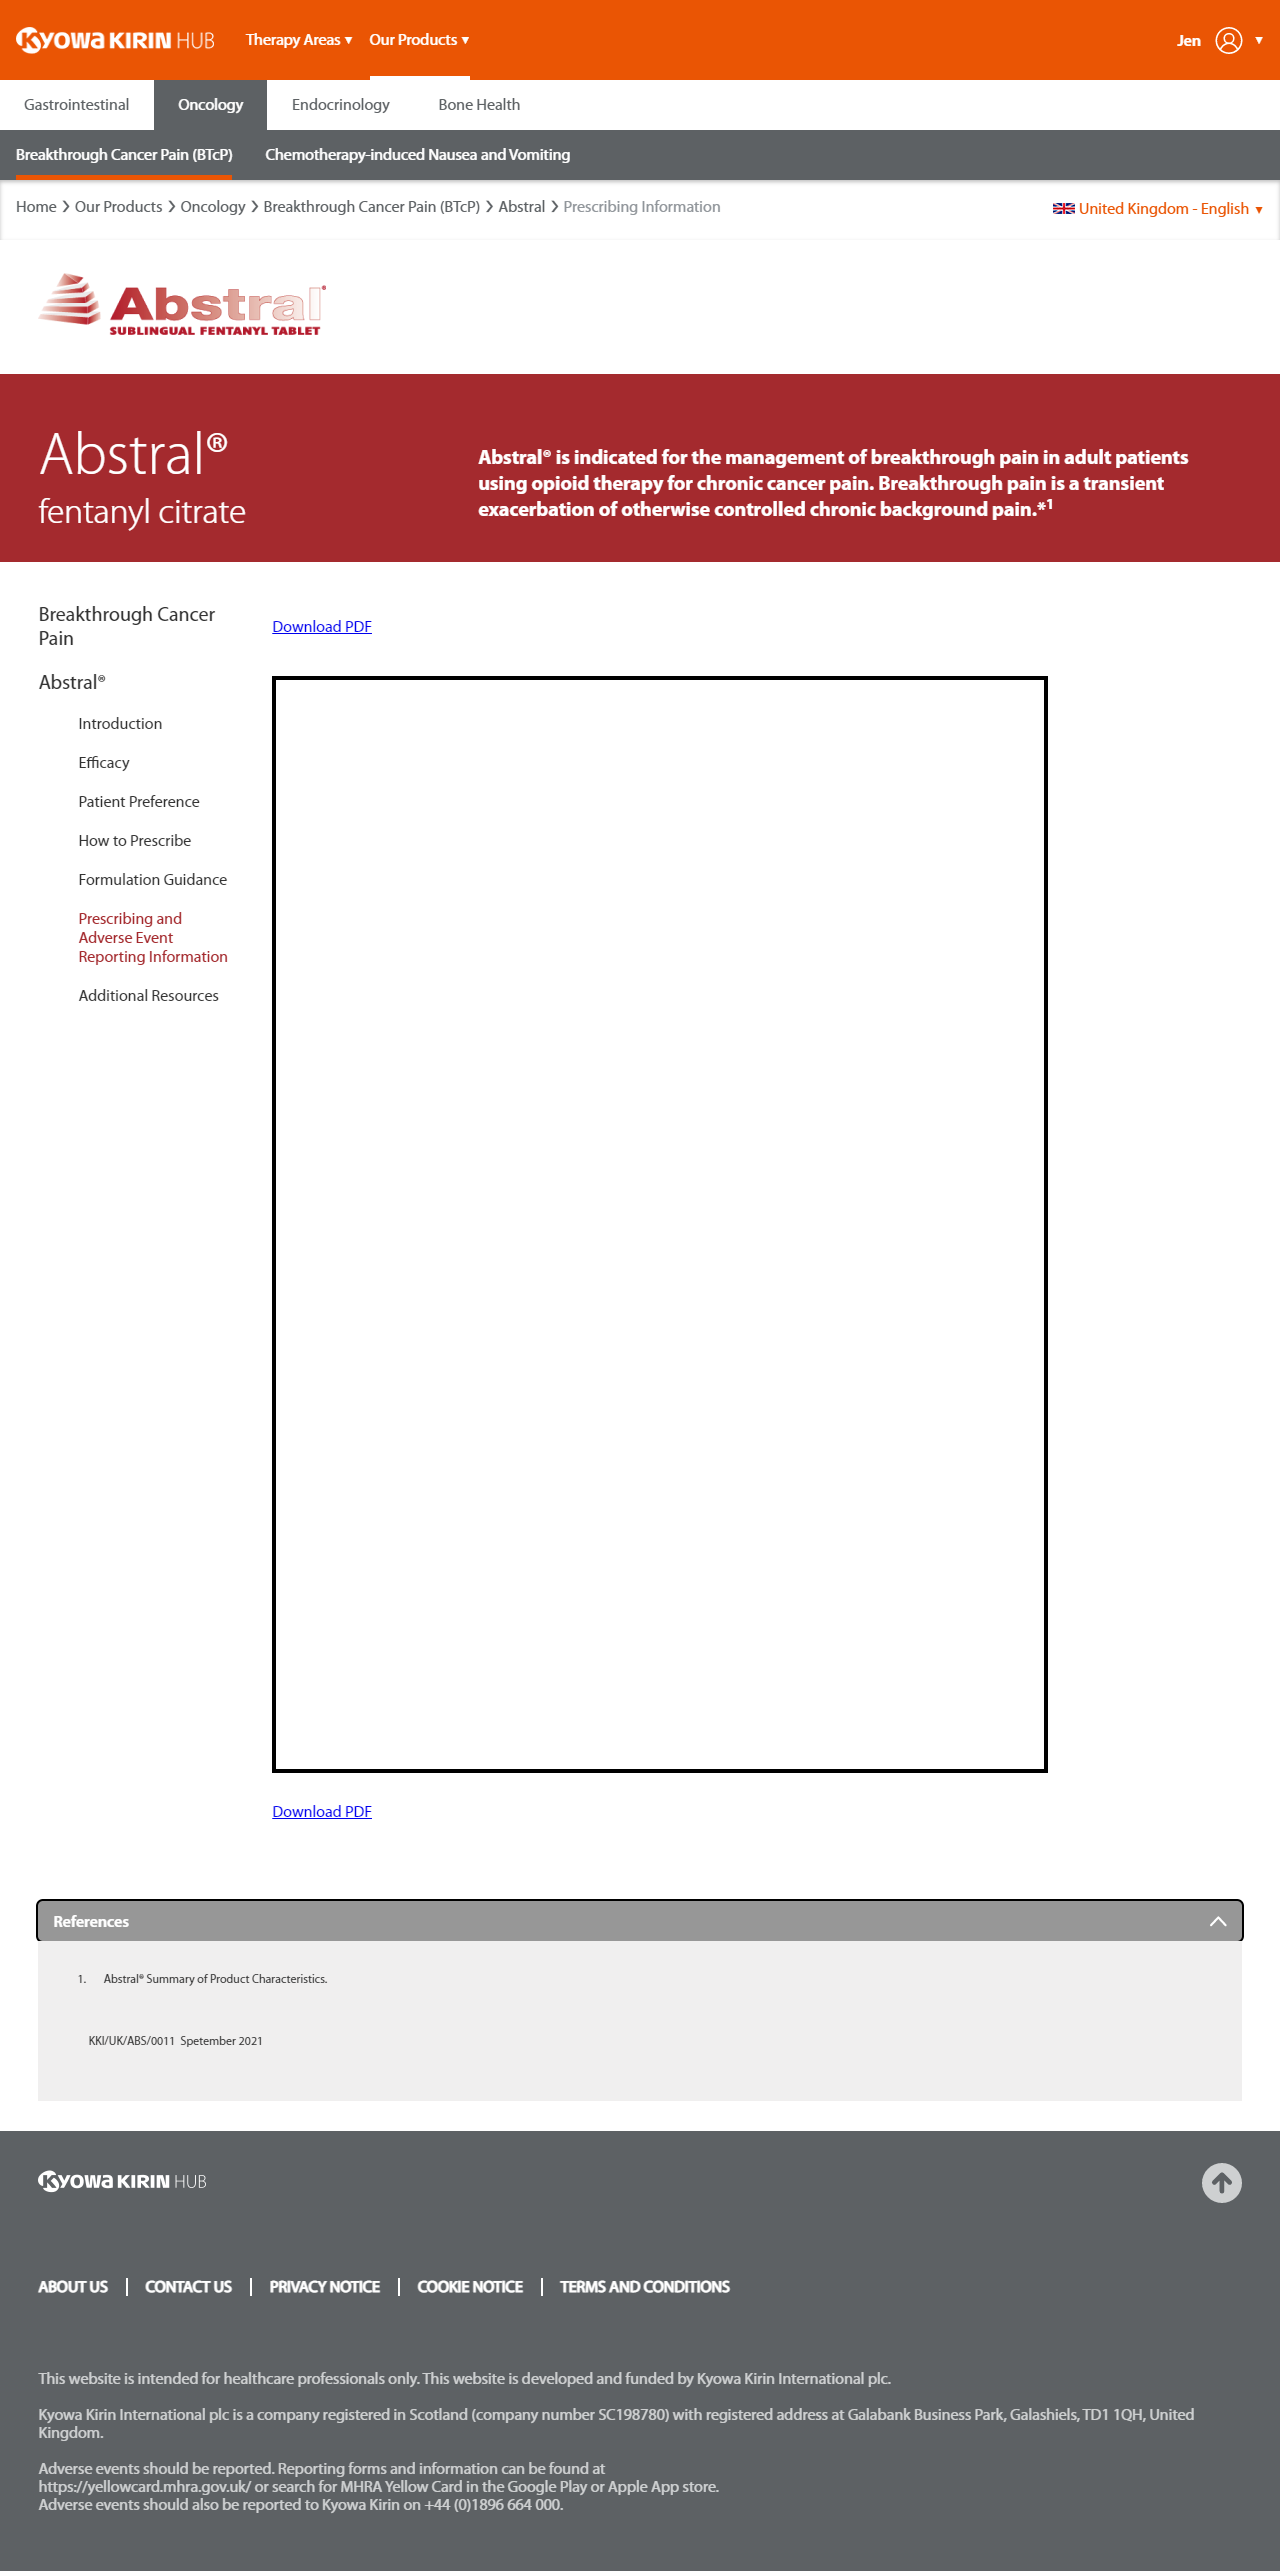 KYOWA KIRIN HUB
Therapy Areas ▼
Our Products ▼
Jen
▼
Gastrointestinal
Oncology
Endocrinology
Bone Health
Breakthrough Cancer Pain (BTcP)
Chemotherapy-induced Nausea and Vomiting
Home > Our Products > Oncology > Breakthrough Cancer Pain (BTcP) > Abstral > Prescribing Information
United Kingdom - English ▼
Abstral®
SUBLINGUAL FENTANYL TABLET
Abstral®
fentanyl citrate
Abstral® is indicated for the management of breakthrough pain in adult patients
using opioid therapy for chronic cancer pain. Breakthrough pain is a transient
exacerbation of otherwise controlled chronic background pain.*1
Breakthrough Cancer
Pain
Abstral®
Introduction
Efficacy
Patient Preference
How to Prescribe
Formulation Guidance
Prescribing and
Adverse Event
Reporting Information
Additional Resources
Download PDF
Download PDF
References
1. Abstral® Summary of Product Characteristics.
KKI/UK/ABS/0011 Spetember 2021
KYOWA KIRIN HUB
ABOUT US
CONTACT US
PRIVACY NOTICE
COOKIE NOTICE
TERMS AND CONDITIONS
This website is intended for healthcare professionals only. This website is developed and funded by Kyowa Kirin International plc.
Kyowa Kirin International plc is a company registered in Scotland (company number SC198780) with registered address at Galabank Business Park, Galashiels, TD1 1QH, United
Kingdom.
Adverse events should be reported. Reporting forms and information can be found at
https://yellowcard.mhra.gov.uk/ or search for MHRA Yellow Card in the Google Play or Apple App store.
Adverse events should also be reported to Kyowa Kirin on +44 (0)1896 664 000.